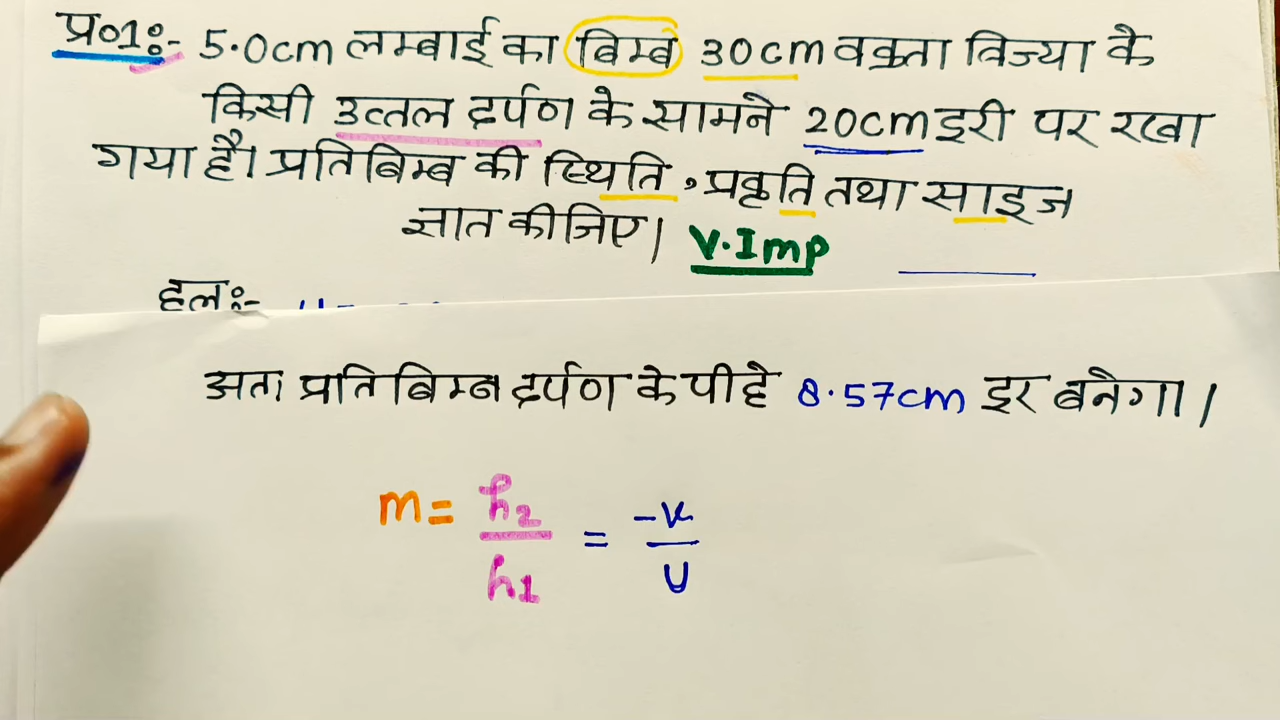 प्र०1ः- 5.0cm लम्बाई का बिम्ब 30cm वक्रता त्रिज्या के
किसी उत्तल दर्पण के सामने 20cm दूरी पर रखा
गया है। प्रतिबिम्ब की स्थिति, प्रकृति तथा साइज
ज्ञात कीजिए। V.Imp
हलः-
अतः प्रतिबिम्ब दर्पण के पीछे 8.57cm दूर बनेगा।
m = h2/h1 = -v/u